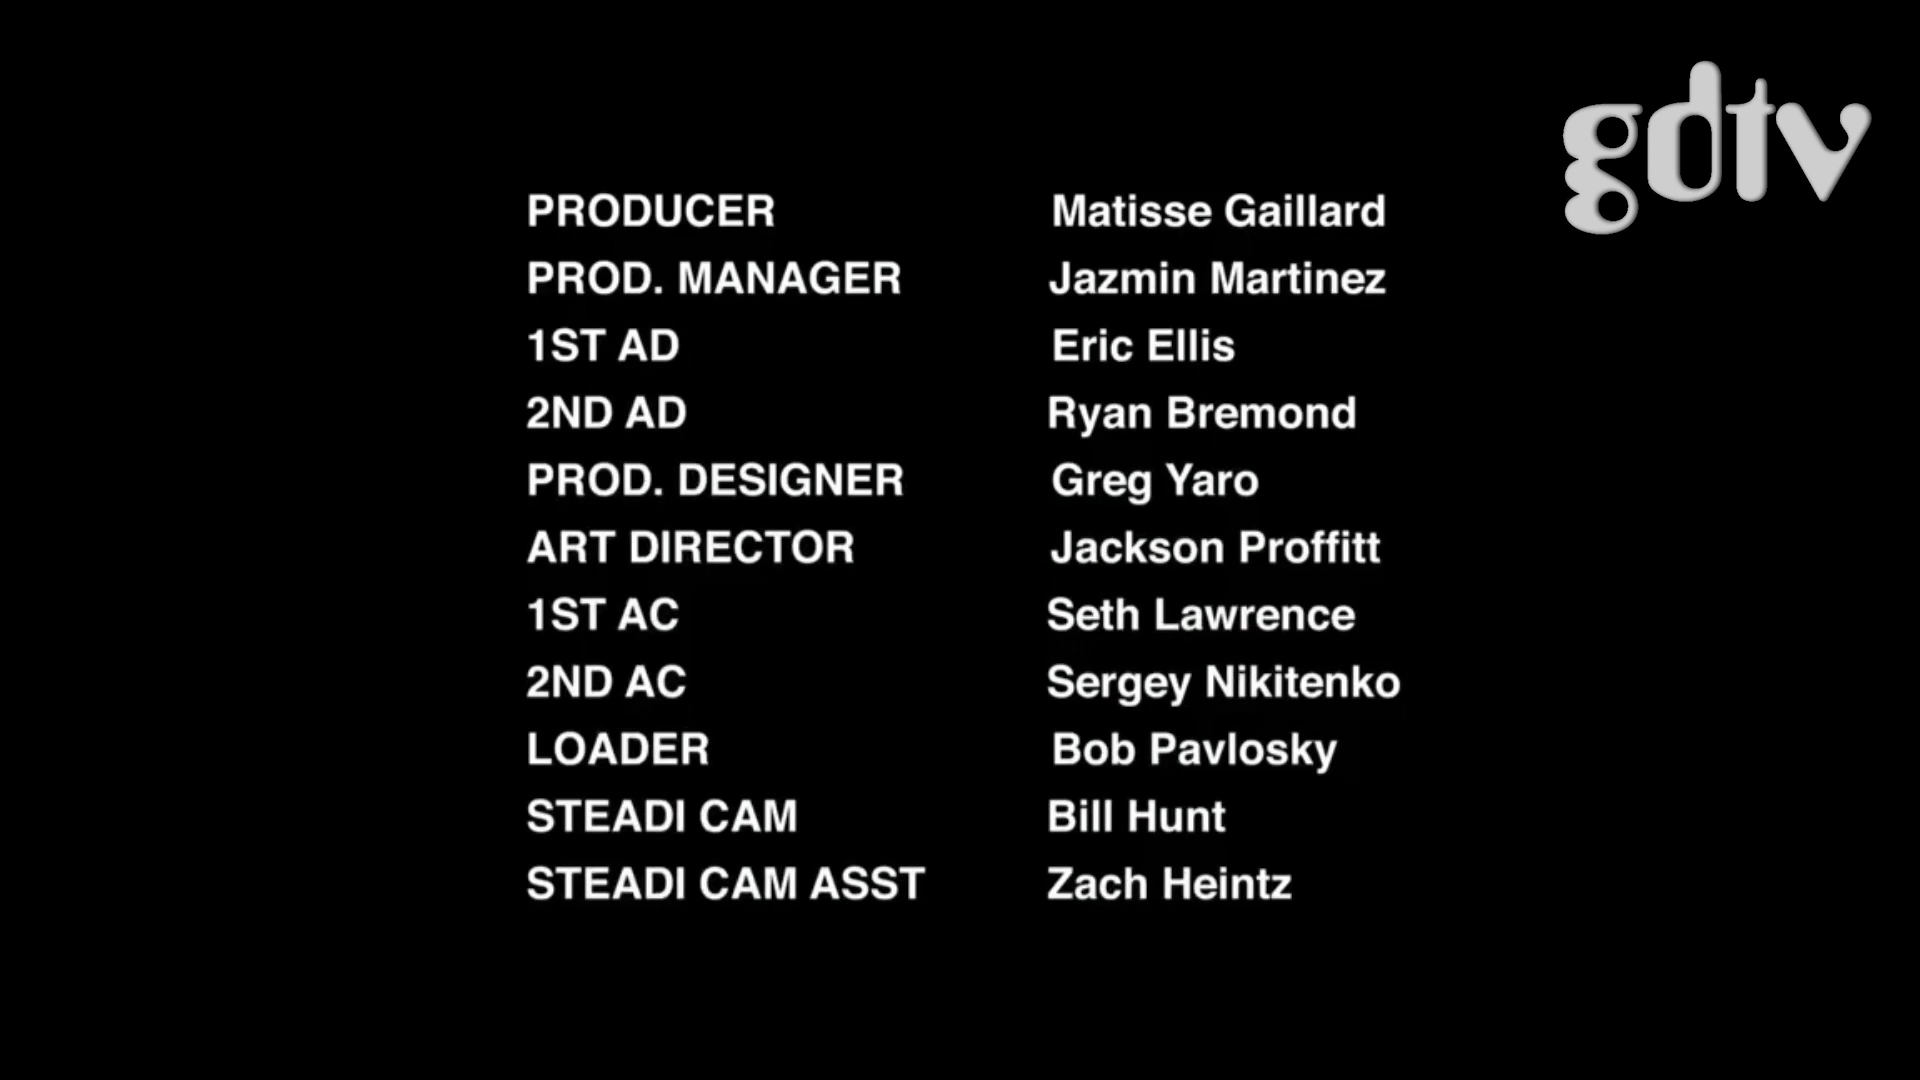 gdtv
PRODUCER Matisse Gaillard
PROD. MANAGER Jazmin Martinez
1ST AD Eric Ellis
2ND AD Ryan Bremond
PROD. DESIGNER Greg Yaro
ART DIRECTOR Jackson Proffitt
1ST AC Seth Lawrence
2ND AC Sergey Nikitenko
LOADER Bob Pavlosky
STEADI CAM Bill Hunt
STEADI CAM ASST Zach Heintz